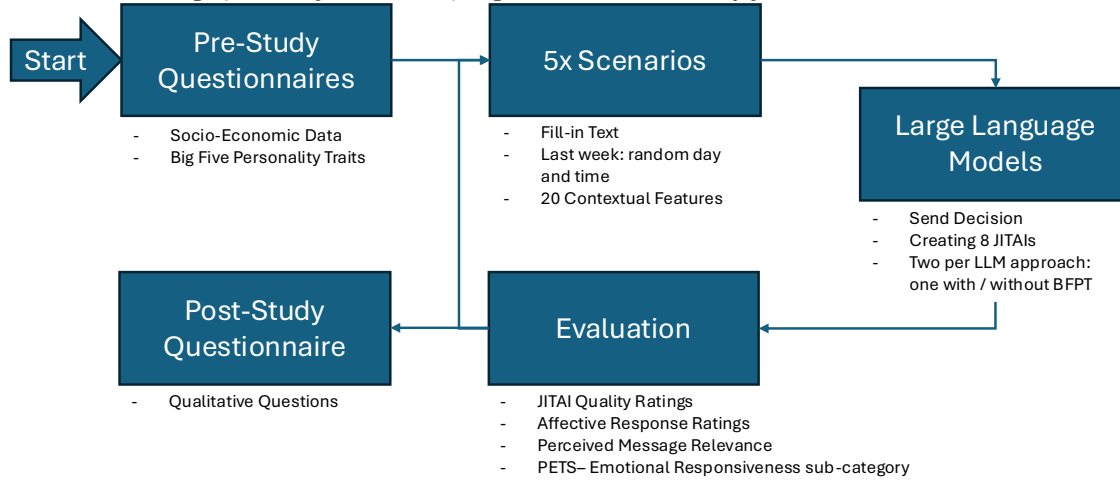 Start
Pre-Study
Questionnaires
- Socio-Economic Data
- Big Five Personality Traits
5x Scenarios
- Fill-in Text
- Last week: random day
and time
- 20 Contextual Features
Large Language
Models
- Send Decision
- Creating 8 JITAIs
- Two per LLM approach:
one with / without BFPT
Evaluation
- JITAI Quality Ratings
- Affective Response Ratings
- Perceived Message Relevance
- PETS– Emotional Responsiveness sub-category
Post-Study
Questionnaire
- Qualitative Questions